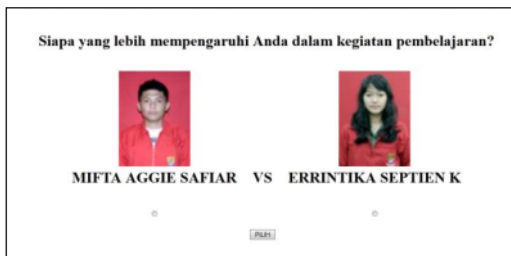 Siapa yang lebih mempengaruhi Anda dalam kegiatan pembelajaran?
MIFTA AGGIE SAFIAR VS ERRINTIKA SEPTIEN K
PILIH